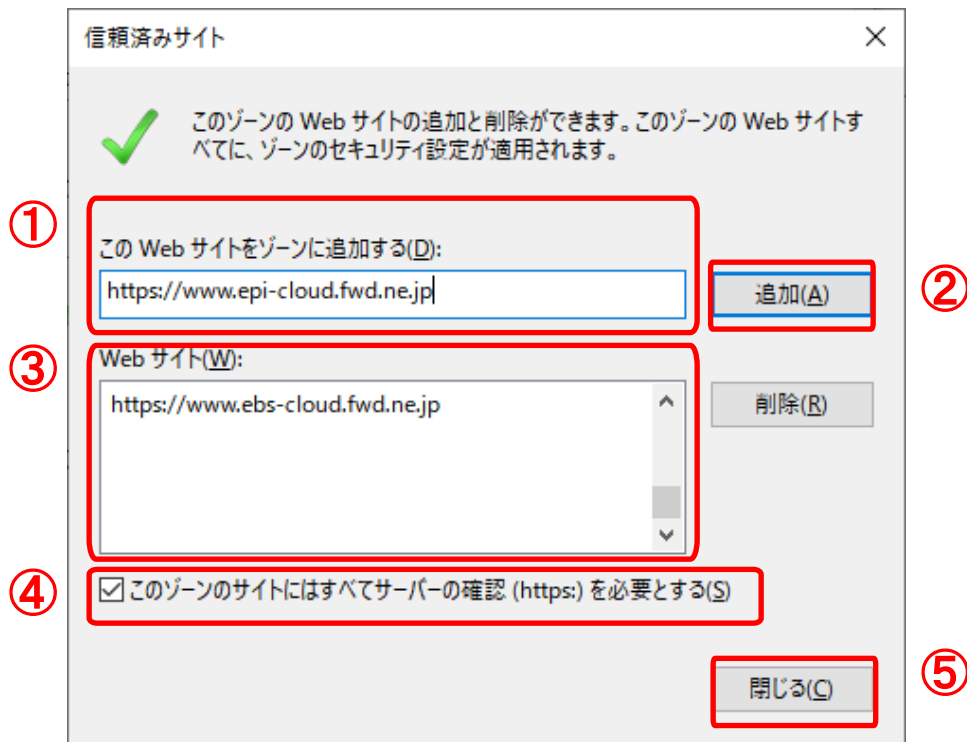 信頼済みサイト
このゾーンの Web サイトの追加と削除ができます。このゾーンの Web サイトす
べてに、ゾーンのセキュリティ設定が適用されます。
①
この Web サイトをゾーンに追加する(D):
https://www.epi-cloud.fwd.ne.jp
追加(A)
②
③
Web サイト(W):
https://www.ebs-cloud.fwd.ne.jp
削除(R)
④
このゾーンのサイトにはすべてサーバーの確認 (https:) を必要とする(S)
閉じる(C)
⑤